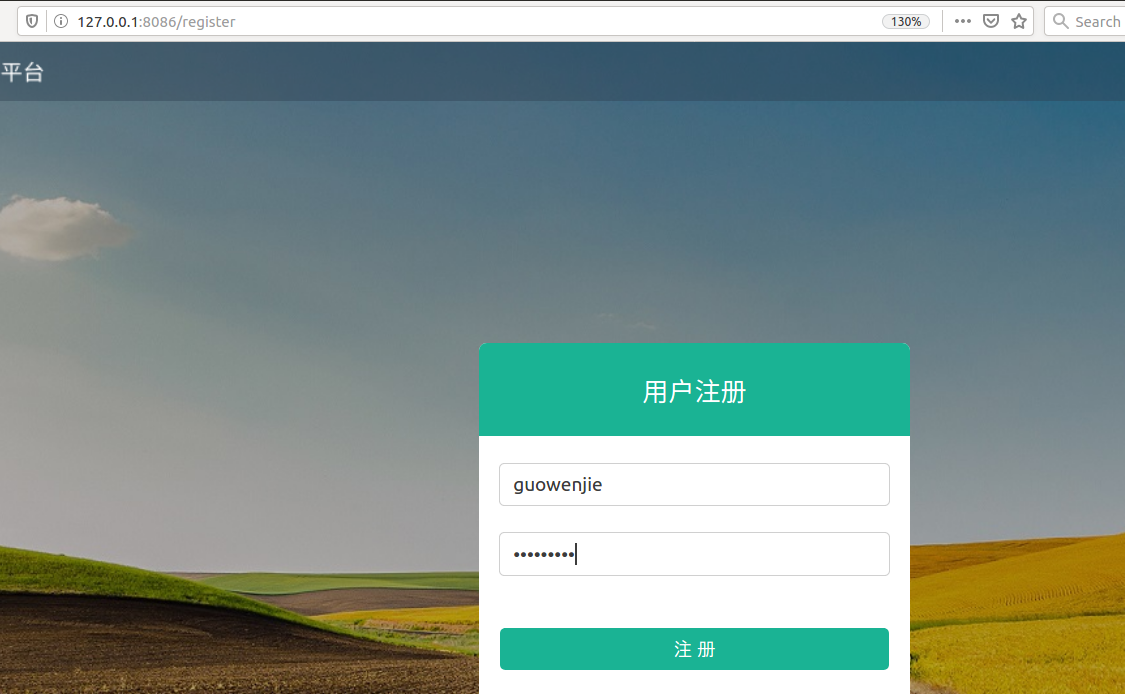 127.0.0.1:8086/register
130%
Search
平台
用户注册
guowenjie
•••••••••
注 册